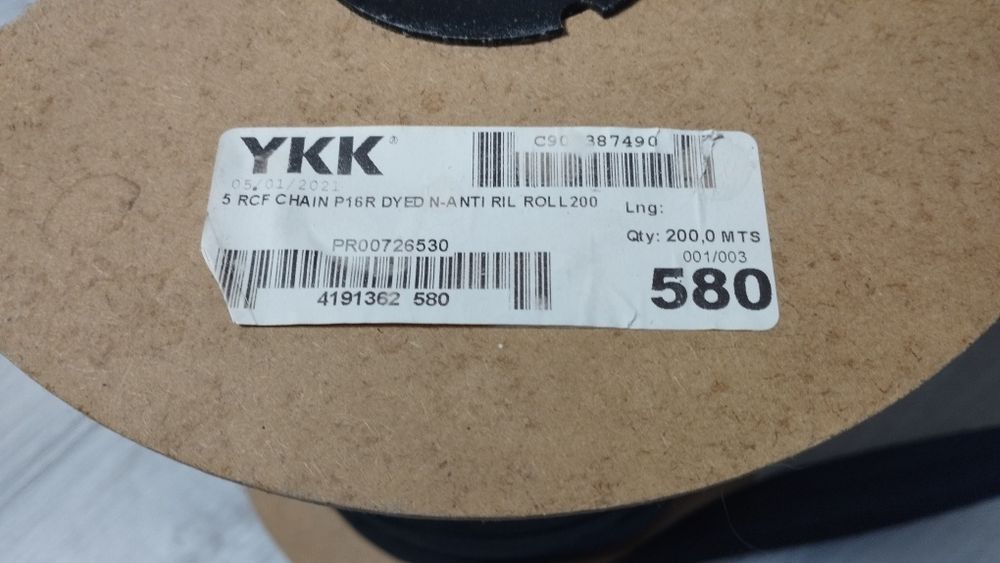 YKK®
05/01/2021
5 RCF CHAIN P16R DYED N-ANTI RIL ROLL200
PR00726530
4191362 580
387490
Lng:
Qty: 200,0 MTS
001/003
580